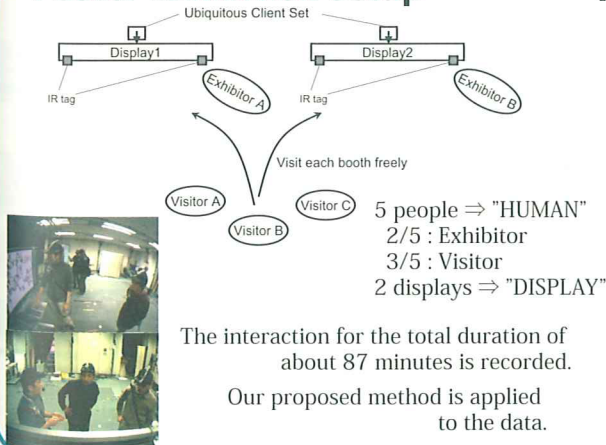 Ubiquitous Client Set
Display1
Display2
IR tag
Exhibitor A
IR tag
Exhibitor B
Visit each booth freely
Visitor A
Visitor B
Visitor C
5 people ⇒ "HUMAN"
2/5 : Exhibitor
3/5 : Visitor
2 displays ⇒ "DISPLAY"
The interaction for the total duration of
about 87 minutes is recorded.
Our proposed method is applied
to the data.